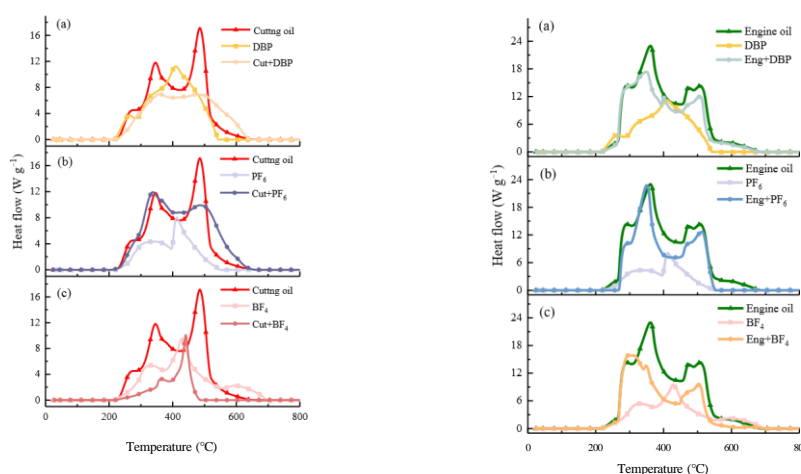 (a)
Cuttng oil
DBP
Cut+DBP
16
12
8
4
0
(b)
Cuttng oil
PF6
Cut+PF6
16
12
8
4
0
(c)
Cuttng oil
BF4
Cut+BF4
16
12
8
4
0
0 200 400 600 800
Heat flow (W g⁻¹)
Temperature (°C)
(a)
Engine oil
DBP
Eng+DBP
24
18
12
6
0
(b)
Engine oil
PF6
Eng+PF6
24
18
12
6
0
(c)
Engine oil
BF4
Eng+BF4
24
18
12
6
0
0 200 400 600 80
Heat flow (W g⁻¹)
Temperature (°C)